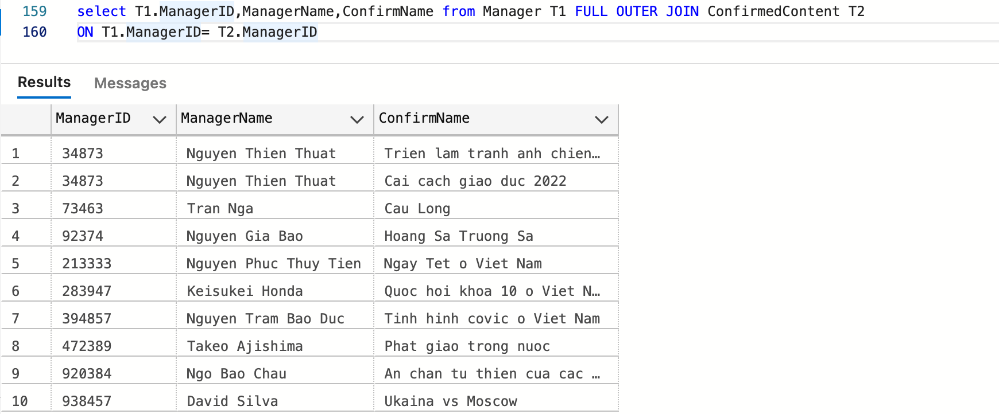 159 select T1.ManagerID,ManagerName,ConfirmName from Manager T1 FULL OUTER JOIN ConfirmedContent T2
160 ON T1.ManagerID= T2.ManagerID
Results Messages
ManagerID ManagerName ConfirmName
1 34873 Nguyen Thien Thuat Trien lam tranh anh chien…
2 34873 Nguyen Thien Thuat Cai cach giao duc 2022
3 73463 Tran Nga Cau Long
4 92374 Nguyen Gia Bao Hoang Sa Truong Sa
5 213333 Nguyen Phuc Thuy Tien Ngay Tet o Viet Nam
6 283947 Keisukei Honda Quoc hoi khoa 10 o Viet N…
7 394857 Nguyen Tram Bao Duc Tinh hinh covic o Viet Nam
8 472389 Takeo Ajishima Phat giao trong nuoc
9 920384 Ngo Bao Chau An chan tu thien cua cac …
10 938457 David Silva Ukaina vs Moscow